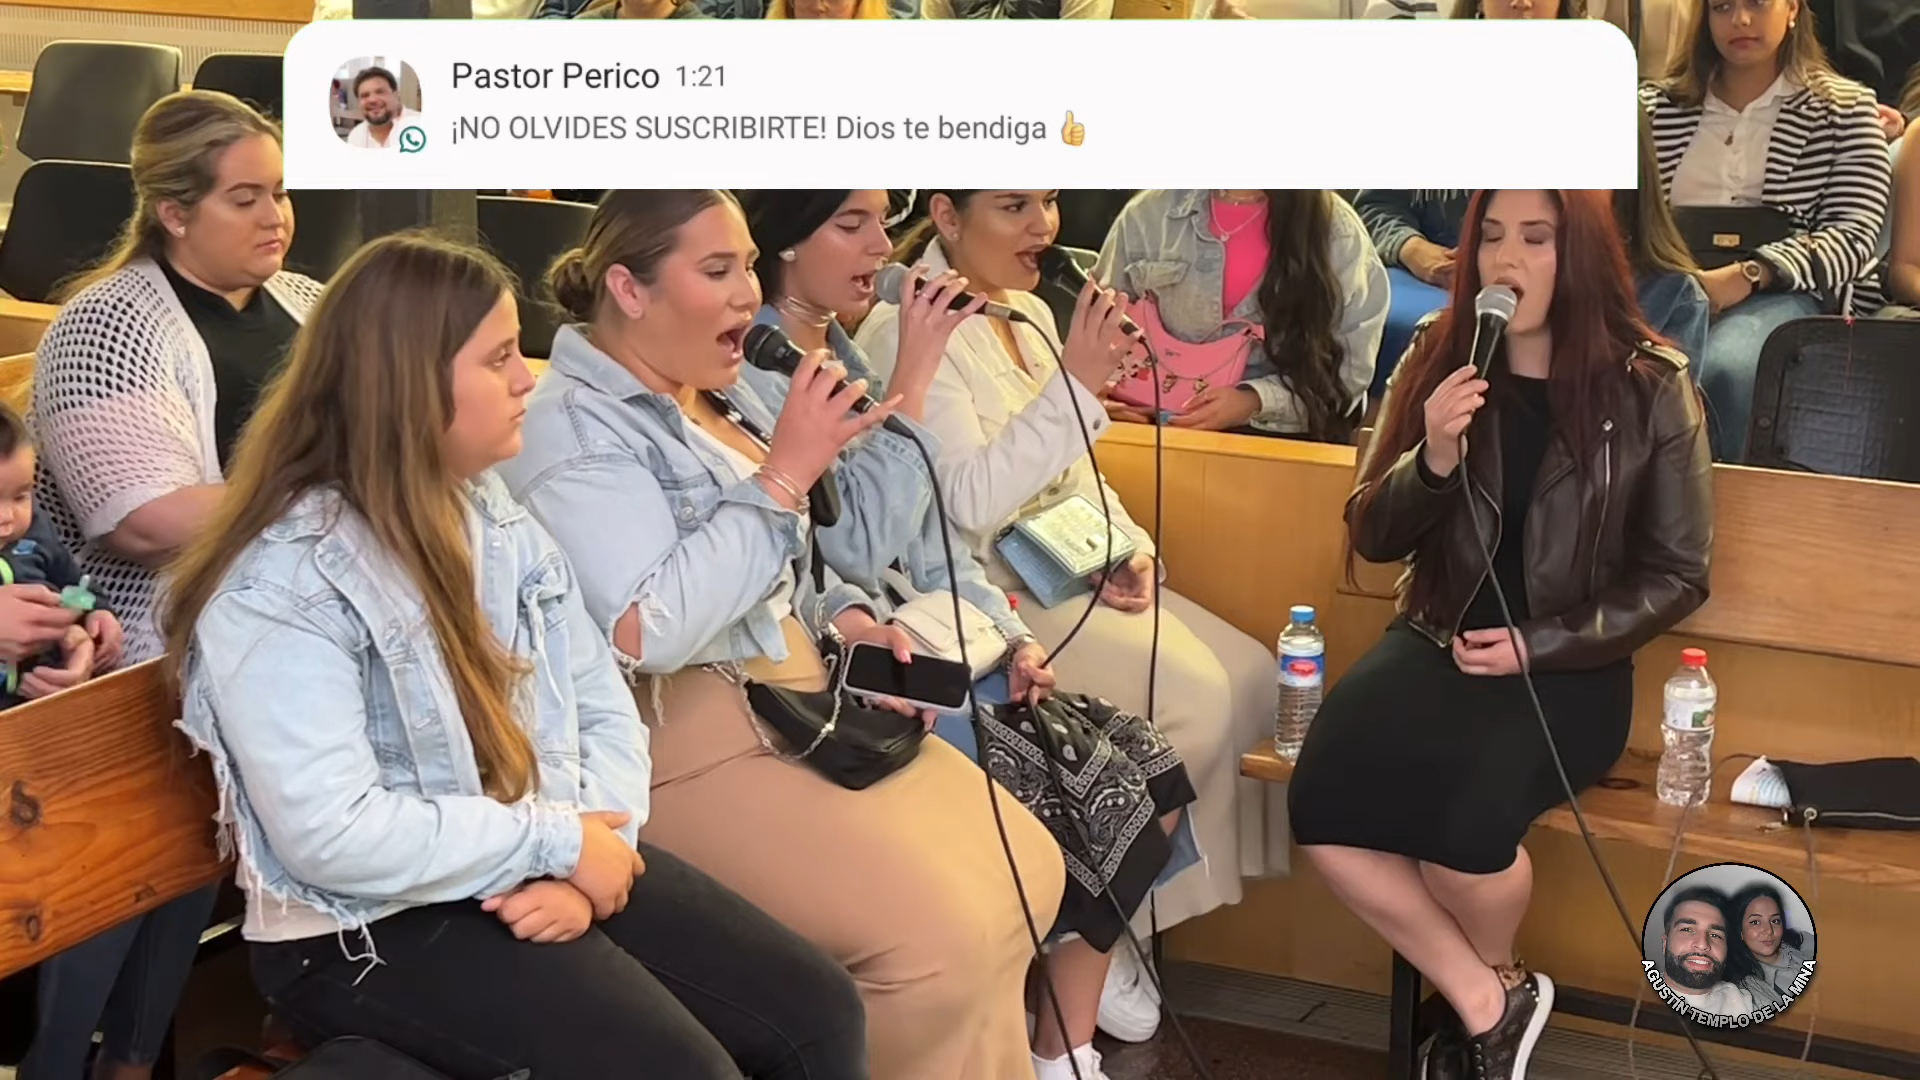 Pastor Perico 1:21
¡NO OLVIDES SUSCRIBIRTE! Dios te bendiga 👍
AGUSTÍN TEMPLO DE LA MINA